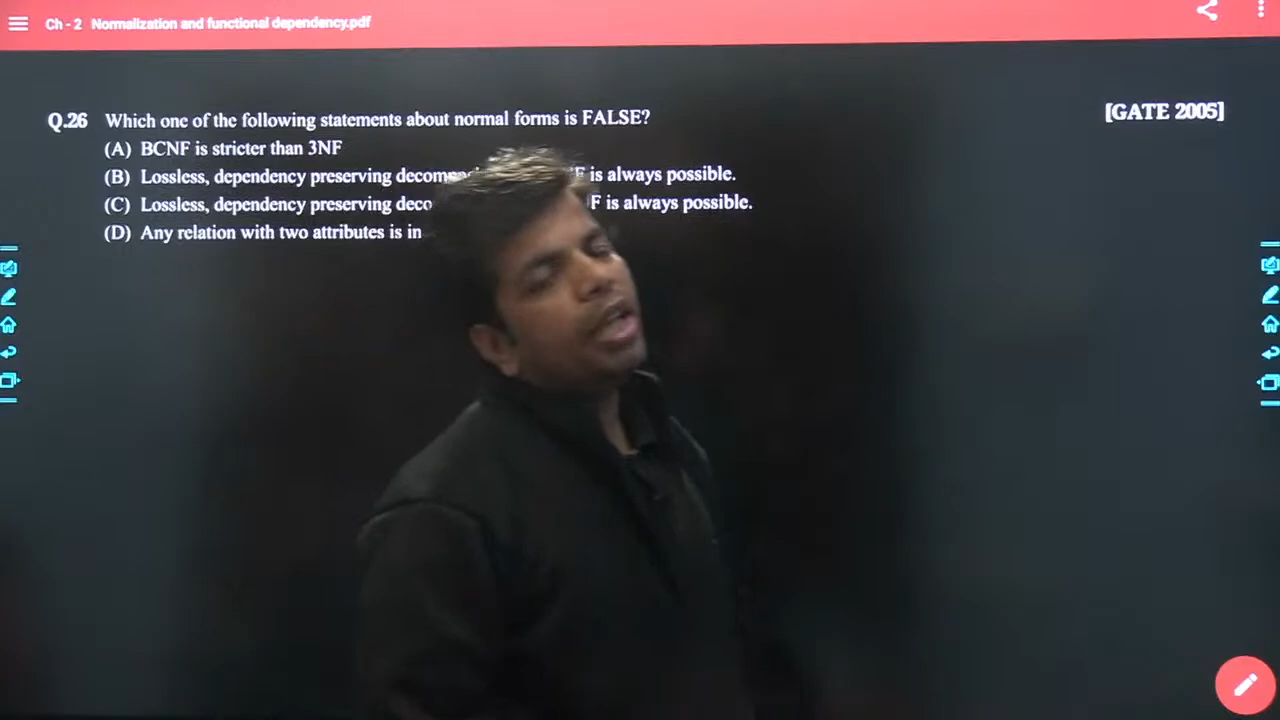 Ch - 2 Normalization and functional dependency.pdf
Q.26 Which one of the following statements about normal forms is FALSE? [GATE 2005]
(A) BCNF is stricter than 3NF
(B) Lossless, dependency preserving is always possible.
(C) Lossless, dependency preserving is always possible.
(D) Any relation with two attributes is in